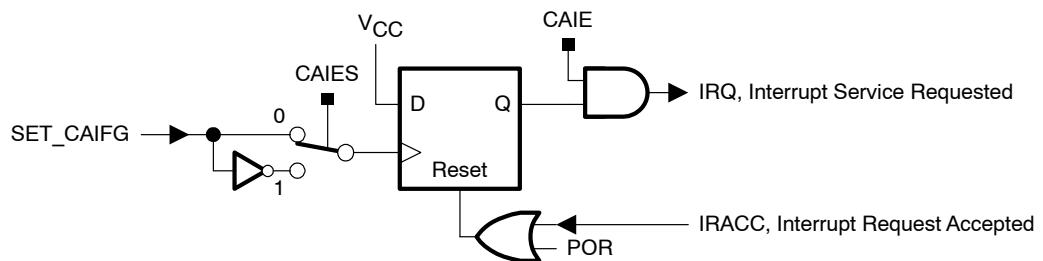 CAIE
VCC
CAIES
D
Q
IRQ, Interrupt Service Requested
0
SET_CAIFG
Reset
1
IRACC, Interrupt Request Accepted
POR